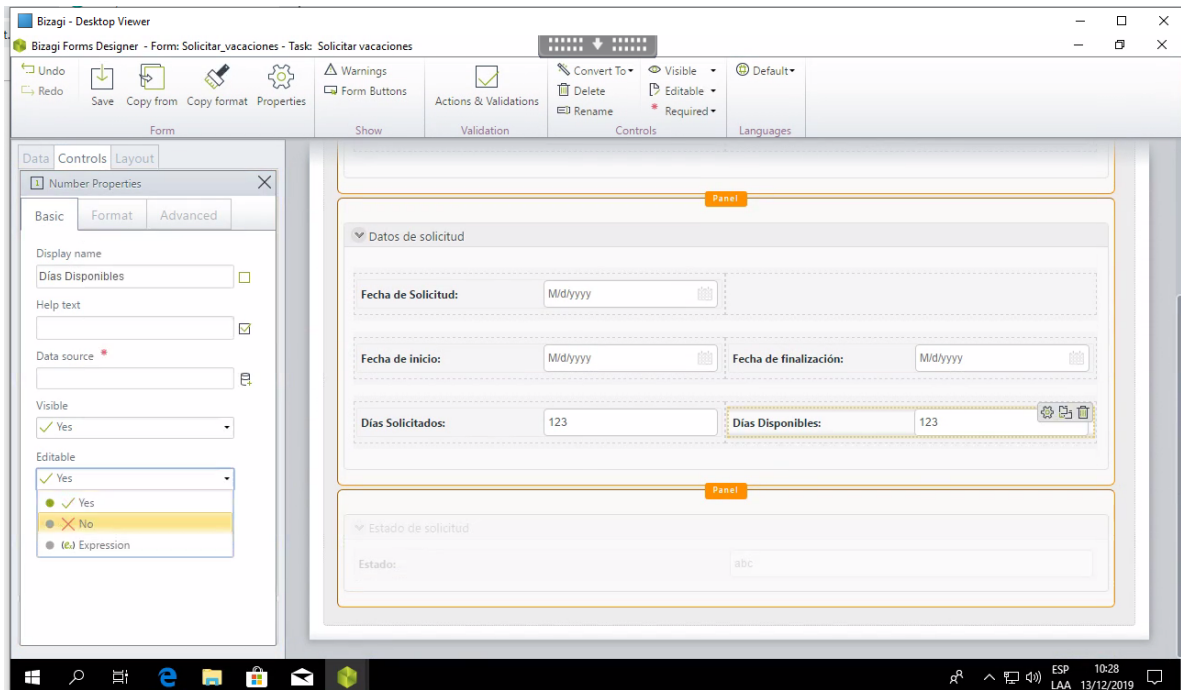 Bizagi - Desktop Viewer
t.
Bizagi Forms Designer - Form: Solicitar_vacaciones - Task: Solicitar vacaciones
Undo
Redo
Save
Copy from
Copy format
Properties
Form
Warnings
Form Buttons
Show
Actions & Validations
Validation
Convert To
Delete
Rename
Visible
Editable
* Required
Controls
Default
Languages
Data Controls Layout
1 Number Properties
Basic Format Advanced
Display name
Días Disponibles
Help text
Data source *
Visible
Yes
Editable
Yes
Yes
No
(ex) Expression
Panel
Datos de solicitud
Fecha de Solicitud: M/d/yyyy
Fecha de inicio: M/d/yyyy Fecha de finalización: M/d/yyyy
Días Solicitados: 123 Días Disponibles: 123
Panel
Estado de solicitud
Estado: abc
ESP 10:28
LAA 13/12/2019